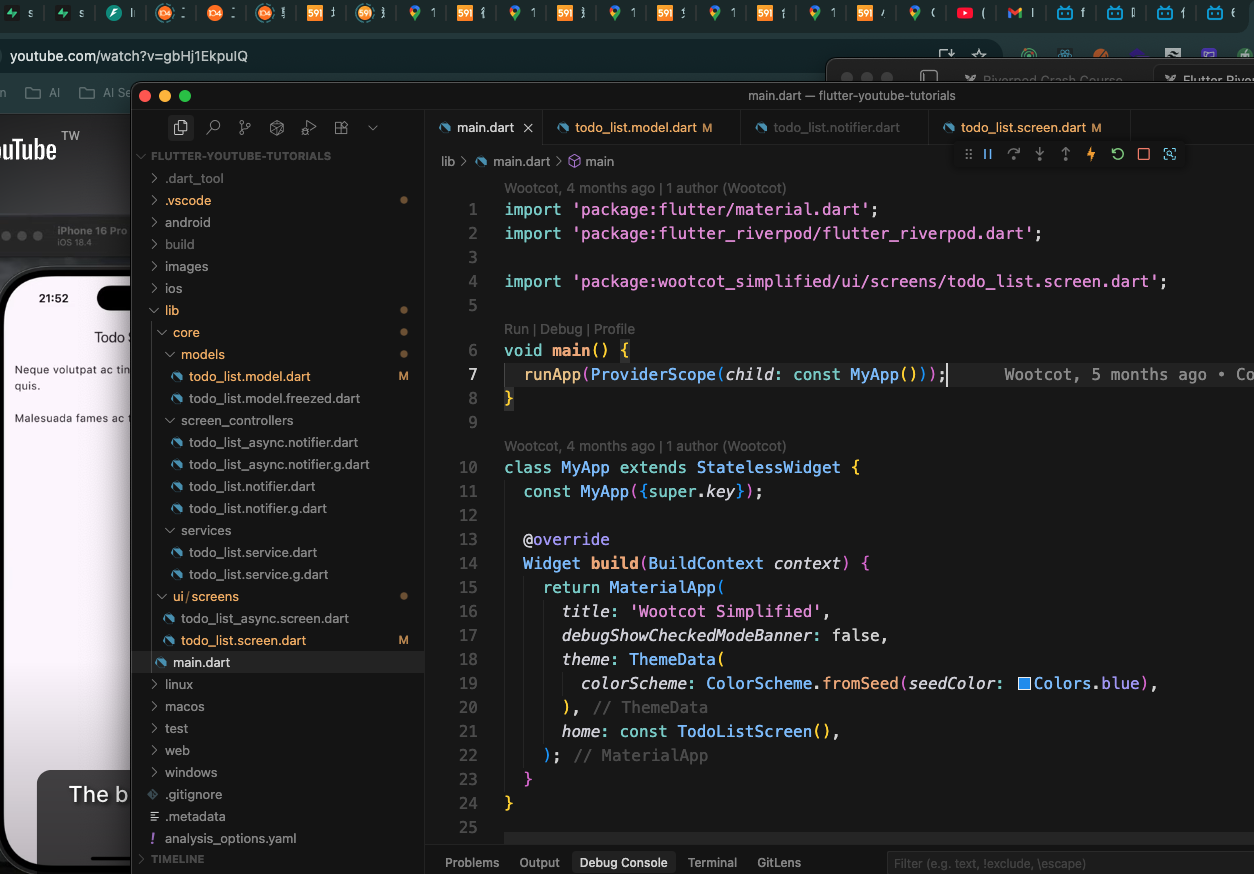 youtube.com/watch?v=gbHj1EkpuIQ
AI
AI Se
Riverpod Crash Course
Flutter River
main.dart — flutter-youtube-tutorials
TW
ouTube
iPhone 16 Pro
iOS 18.4
21:52
Todo S
Neque volutpat ac tin
quis.
Malesuada fames ac t
The b
FLUTTER-YOUTUBE-TUTORIALS
.dart_tool
.vscode
android
build
images
ios
lib
core
models
todo_list.model.dart M
todo_list.model.freezed.dart
screen_controllers
todo_list_async.notifier.dart
todo_list_async.notifier.g.dart
todo_list.notifier.dart
todo_list.notifier.g.dart
services
todo_list.service.dart
todo_list.service.g.dart
ui/screens
todo_list_async.screen.dart
todo_list.screen.dart M
main.dart
linux
macos
test
web
windows
.gitignore
.metadata
analysis_options.yaml
TIMELINE
main.dart
todo_list.model.dart M
todo_list.notifier.dart
todo_list.screen.dart M
lib > main.dart > main
Wootcot, 4 months ago | 1 author (Wootcot)
1 import 'package:flutter/material.dart';
2 import 'package:flutter_riverpod/flutter_riverpod.dart';
3
4 import 'package:wootcot_simplified/ui/screens/todo_list.screen.dart';
5
Run | Debug | Profile
6 void main() {
7 runApp(ProviderScope(child: const MyApp())); Wootcot, 5 months ago • Co
8 }
9
Wootcot, 4 months ago | 1 author (Wootcot)
10 class MyApp extends StatelessWidget {
11 const MyApp({super.key});
12
13 @override
14 Widget build(BuildContext context) {
15 return MaterialApp(
16 title: 'Wootcot Simplified',
17 debugShowCheckedModeBanner: false,
18 theme: ThemeData(
19 colorScheme: ColorScheme.fromSeed(seedColor: Colors.blue),
20 ), // ThemeData
21 home: const TodoListScreen(),
22 ); // MaterialApp
23 }
24 }
25
Problems Output Debug Console Terminal GitLens
Filter (e.g. text, !exclude, \escape)